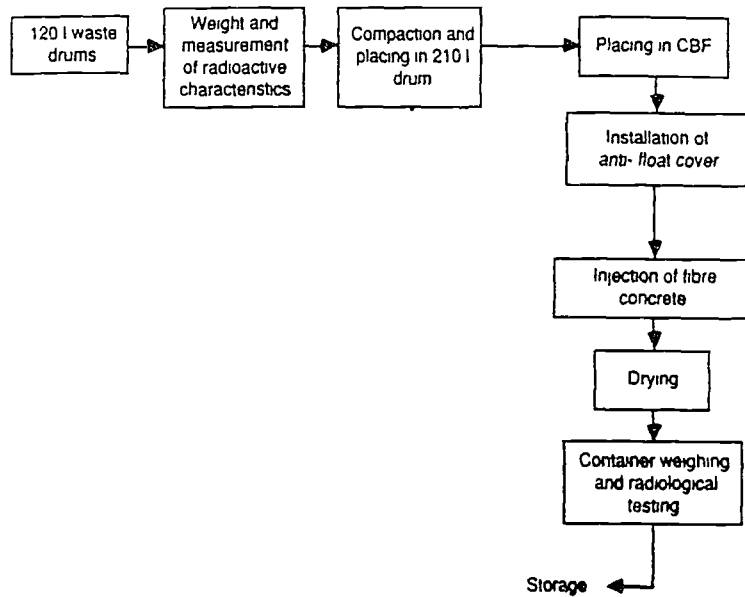 120 l waste
drums
Weight and
measurement
of radioactive
characteristics
Compaction and
placing in 210 l
drum
Placing in CBF
Installation of
anti- float cover
Injection of fibre
concrete
Drying
Container weighing
and radiological
testing
Storage